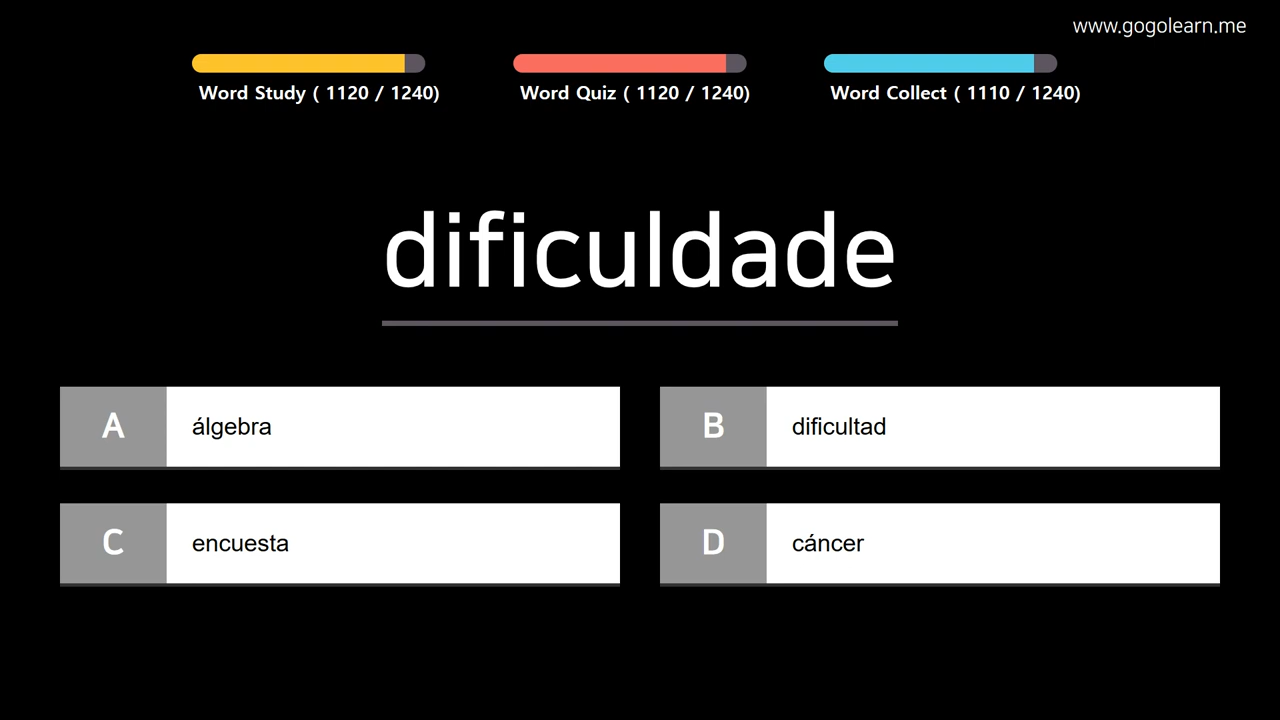 www.gogolearn.me
Word Study ( 1120 / 1240)
Word Quiz ( 1120 / 1240)
Word Collect ( 1110 / 1240)
dificuldade
A álgebra
B dificultad
C encuesta
D cáncer